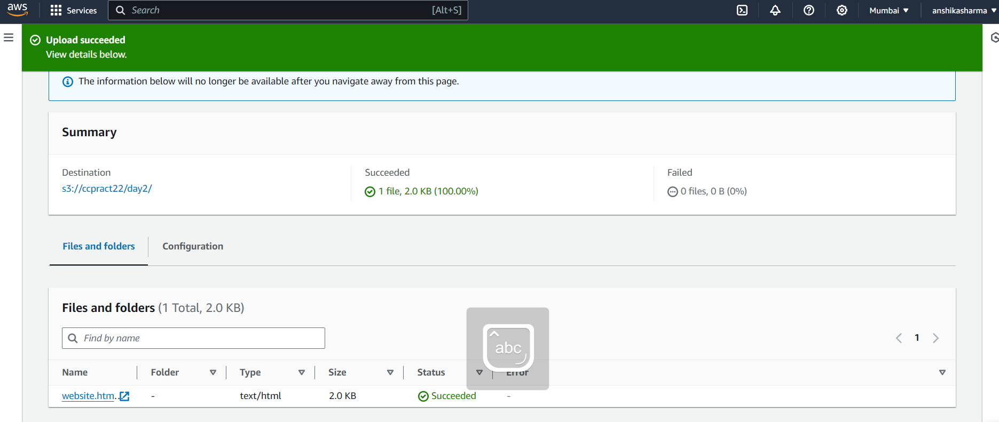 aws Services Search [Alt+S] Mumbai anshikasharma
Upload succeeded
View details below.
The information below will no longer be available after you navigate away from this page.
Summary
Destination Succeeded Failed
s3://ccpract22/day2/ 1 file, 2.0 KB (100.00%) 0 files, 0 B (0%)
Files and folders Configuration
Files and folders (1 Total, 2.0 KB)
Find by name 1
abc
Name Folder Type Size Status Error
website.htm.. - text/html 2.0 KB Succeeded -